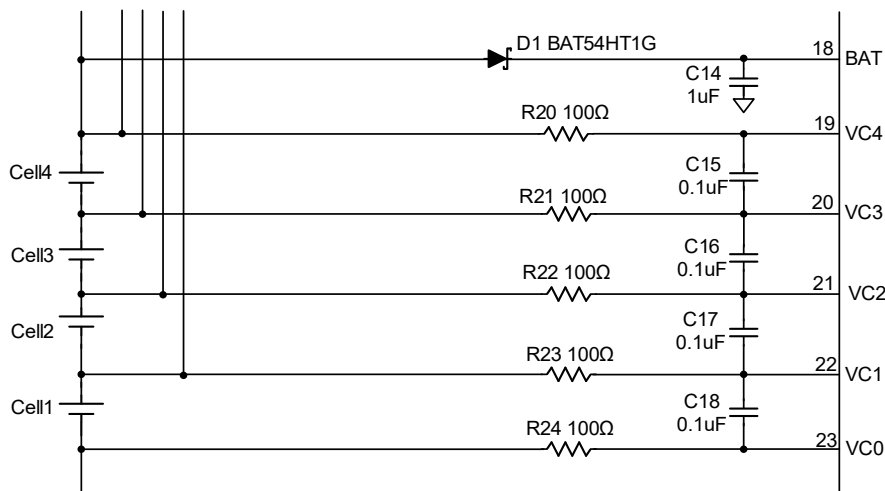 D1 BAT54HT1G
18
BAT
C14
1uF
R20 100Ω
19
VC4
Cell4
C15
0.1uF
R21 100Ω
20
VC3
Cell3
C16
0.1uF
R22 100Ω
21
VC2
Cell2
C17
0.1uF
R23 100Ω
22
VC1
Cell1
C18
0.1uF
R24 100Ω
23
VC0